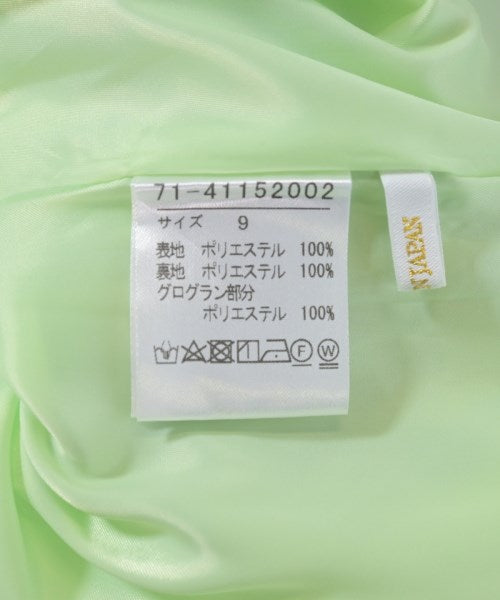 71-41152002
サイズ 9
表地 ポリエステル 100%
裏地 ポリエステル 100%
グログラン部分
ポリエステル 100%
F W
N JAPAN